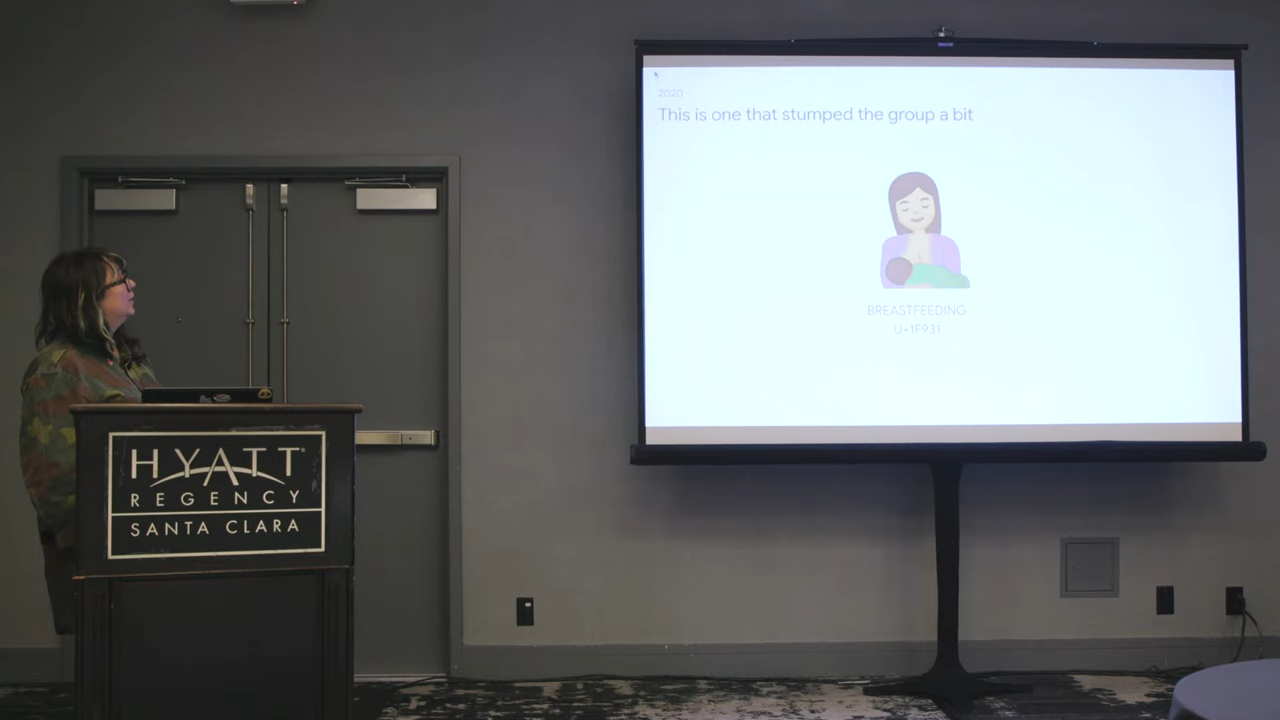 2020
This is one that stumped the group a bit
BREASTFEEDING
U+1F931
HYATT
REGENCY
SANTA CLARA